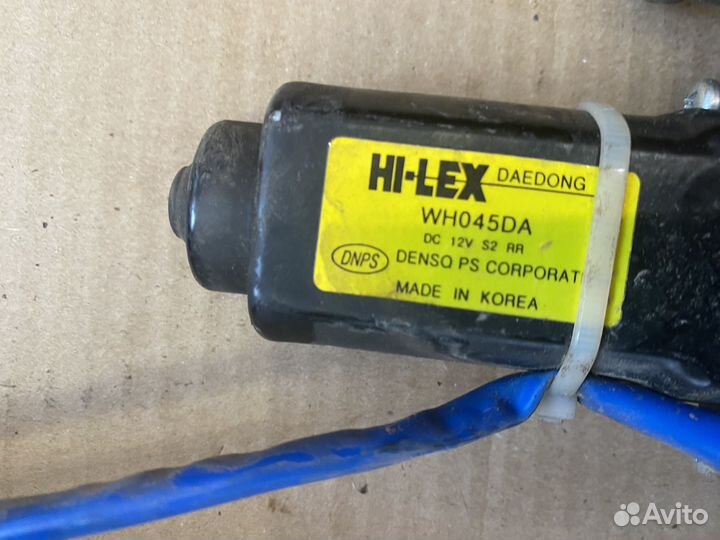 HI-LEX DAEDONG
WH045DA
DC 12V S2 RR
DNPS DENSO PS CORPORAT
MADE IN KOREA
Avito